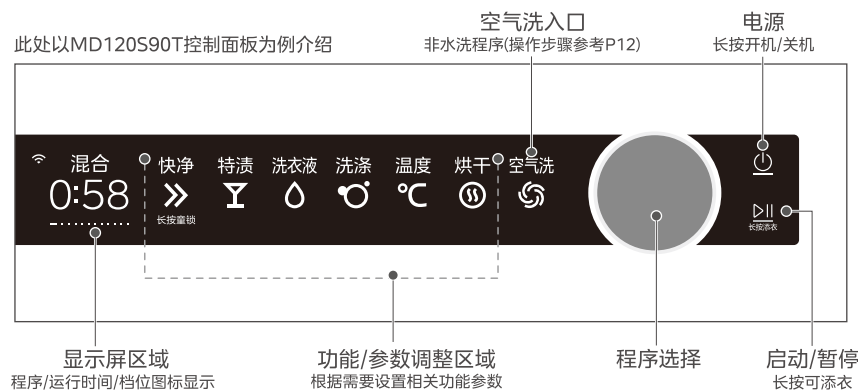 空气洗入口
电源
此处以MD120S90T控制面板为例介绍
非水洗程序(操作步骤参考P12)
长按开机/关机
混合
快净
特渍
洗衣液
洗涤
温度
烘干
空气洗
0:58
℃
长按童锁
长按添衣
显示屏区域
功能/参数调整区域
程序选择
启动/暂停
程序/运行时间/档位图标显示
根据需要设置相关功能参数
长按可添衣